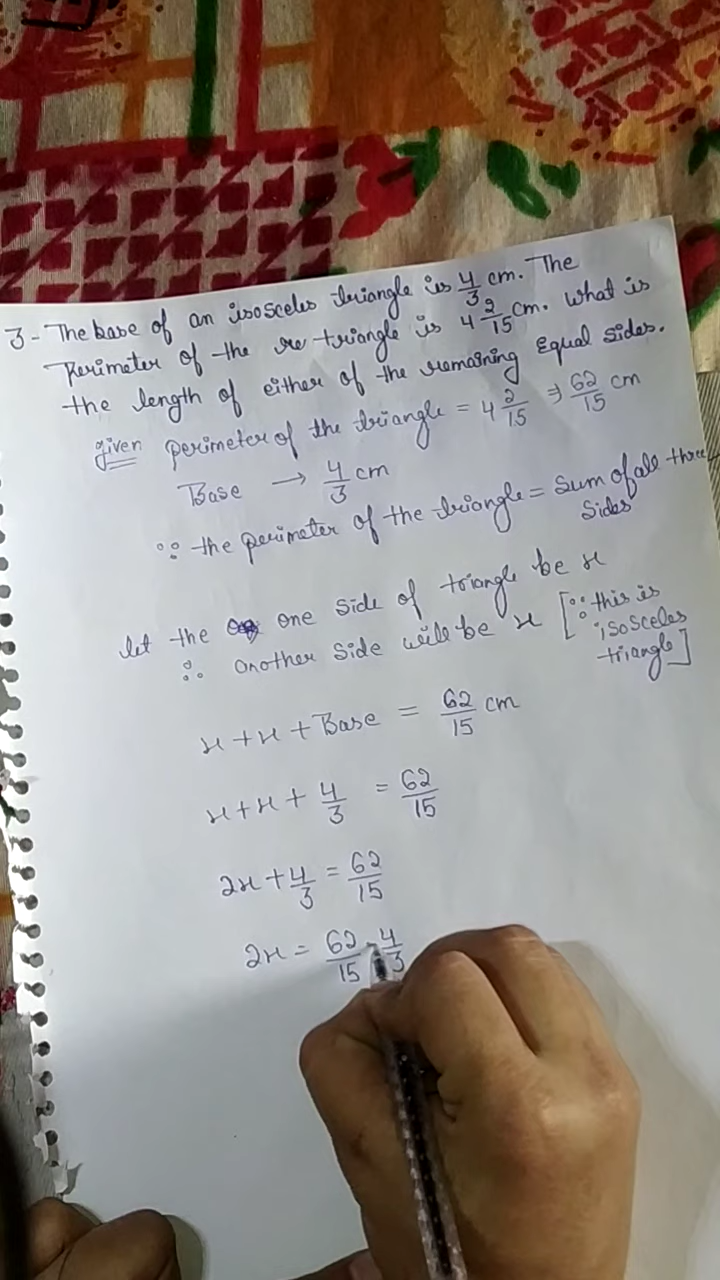 3- The base of an isosceles triangle is 4/3 cm. The
Perimeter of the re triangle is 4 2/15 cm. What is
the length of either of the remaining equal sides.
given perimeter of the triangle = 4 2/15 ⇒ 62/15 cm
Base → 4/3 cm
∵ the perimeter of the triangle = Sum of all three
Sides
let the one side of triangle be x
∴ another side will be x [∵ this is
isosceles
triangle]
x + x + Base = 62/15 cm
x + x + 4/3 = 62/15
2x + 4/3 = 62/15
2x = 62/15 - 4/3